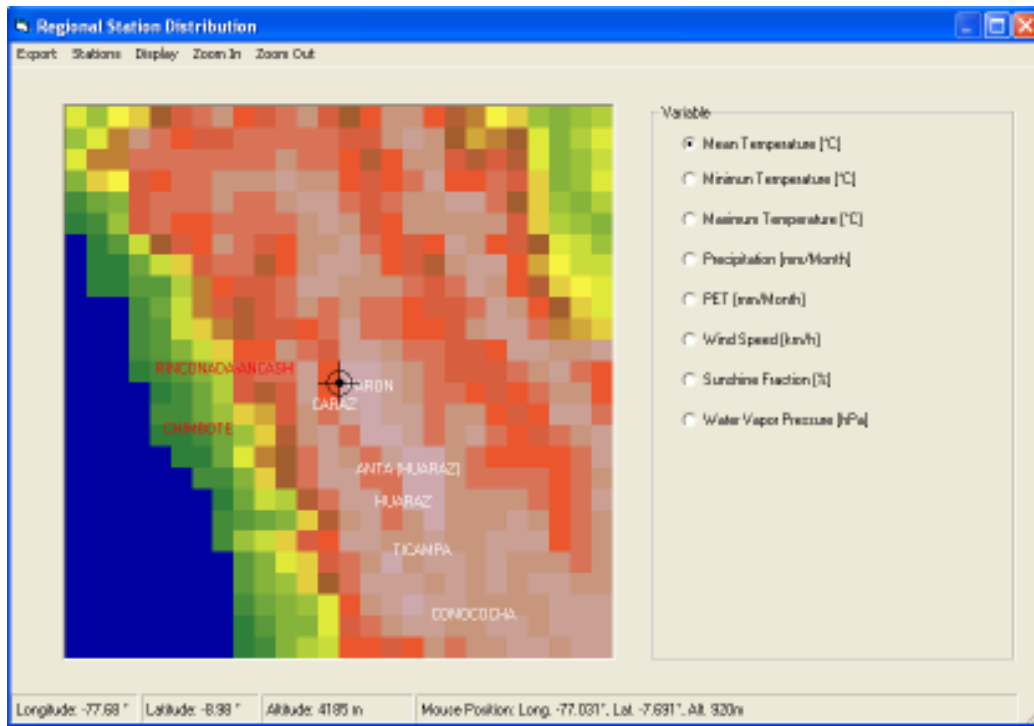 Regional Station Distribution
Export Stations Display Zoom In Zoom Out
Variable
Mean Temperature [°C]
Minimun Temperature [°C]
Maximum Temperature [°C]
Precipitation [mm/Month]
PET [mm/Month]
Wind Speed [km/h]
Sunshine Fraction [%]
Water Vapor Pressure [hPa]
RINCONADA-ANCASH
ARON
CARAZ
CHIMBOTE
ANTA (HUARAZ)
HUARAZ
TICAMPA
CONOCOCHA
Longitude: -77.68 ° Latitude: -8.98 ° Altitude: 4185 m Mouse Position: Long. -77.031°, Lat. -7.691°, Alt. 920m